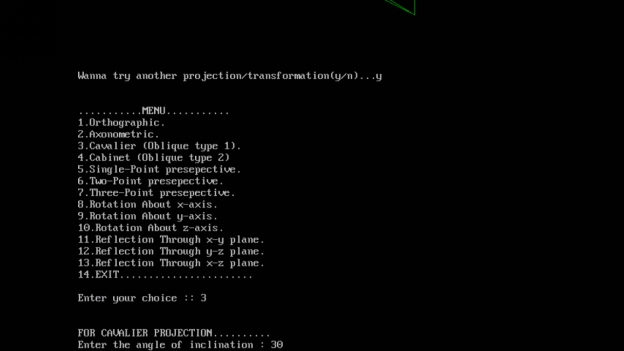 Wanna try another projection/transformation(y/n)...y
...........MENU...........
1.Orthographic.
2.Axonometric.
3.Cavalier (Oblique type 1).
4.Cabinet (Oblique type 2)
5.Single-Point presepective.
6.Two-Point presepective.
7.Three-Point presepective.
8.Rotation About x-axis.
9.Rotation About y-axis.
10.Rotation About z-axis.
11.Reflection Through x-y plane.
12.Reflection Through y-z plane.
13.Reflection Through x-z plane.
14.EXIT.......................
Enter your choice :: 3
FOR CAVALIER PROJECTION..........
Enter the angle of inclination : 30